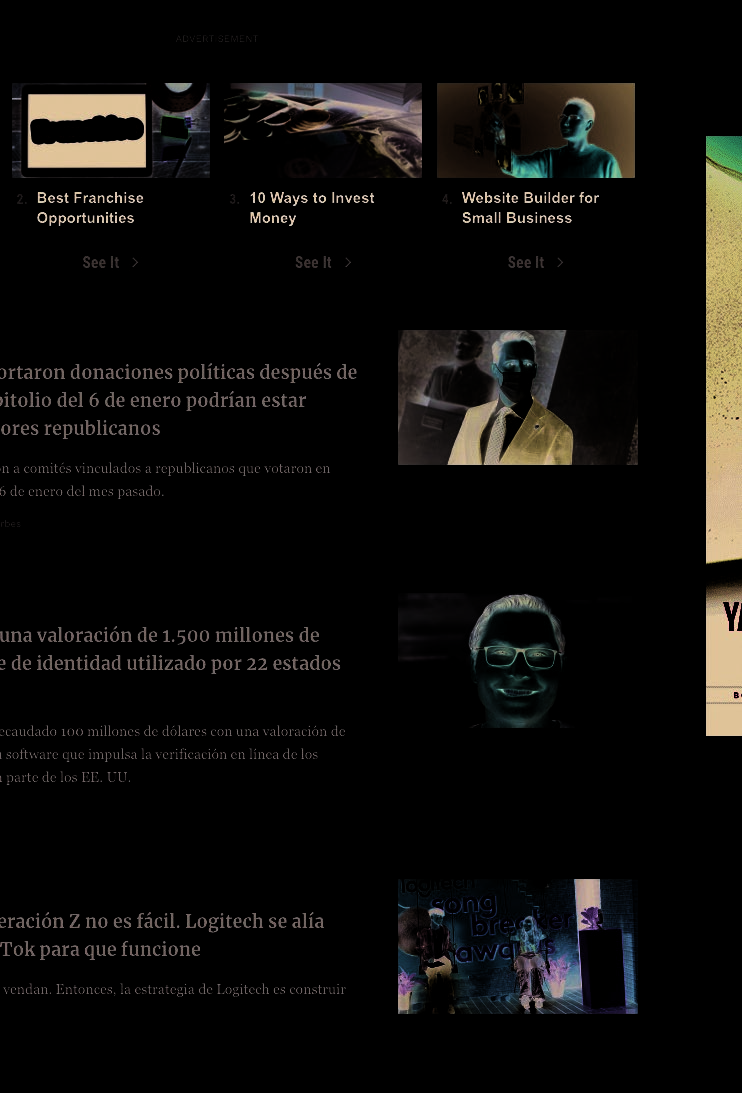 ADVERTISEMENT
2. Best Franchise
Opportunities
3. 10 Ways to Invest
Money
4. Website Builder for
Small Business
See It
See It
See It
ortaron donaciones políticas después de
pitolio del 6 de enero podrían estar
ores republicanos
n a comités vinculados a republicanos que votaron en
6 de enero del mes pasado.
rbes
una valoración de 1.500 millones de
e de identidad utilizado por 22 estados
ecaudado 100 millones de dólares con una valoración de
u software que impulsa la verificación en línea de los
n parte de los EE. UU.
eración Z no es fácil. Logitech se alía
Tok para que funcione
vendan. Entonces, la estrategia de Logitech es construir
logitech
song
breaker
awards
YA
B